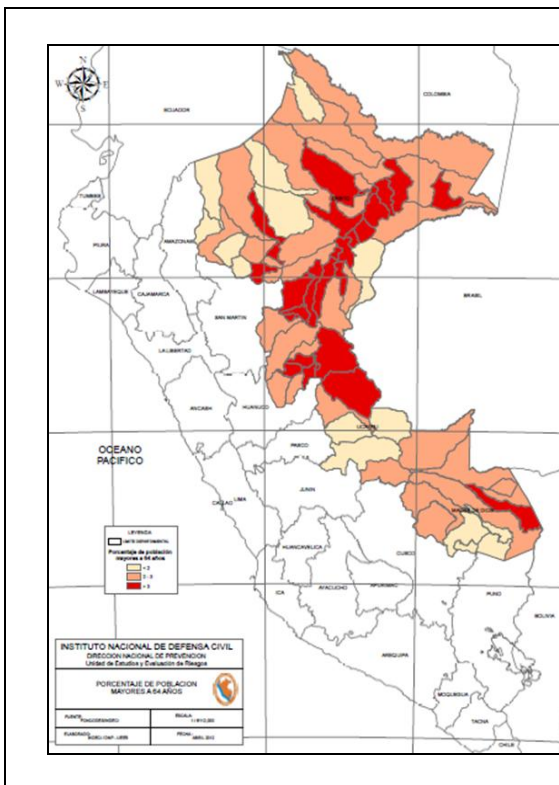 N
E
S
COLOMBIA
ECUADOR
TUMBES
PIURA
AMAZONAS
LAMBAYEQUE
CAJAMARCA
BRASIL
SAN MARTIN
LA LIBERTAD
ANCASH
HUANUCO
UCAYALI
OCEANO
PACIFICO
PASCO
JUNIN
LIMA
CALLAO
MADRE DE DIOS
HUANCAVELICA
CUSCO
ICA
AYACUCHO
APURIMAC
PUNO
BOLIVIA
AREQUIPA
MOQUEGUA
TACNA
CHILE
LEYENDA
LIMITE DEPARTAMENTAL
Porcentaje de población
mayores a 64 años
< 2
2 - 3
> 3
INSTITUTO NACIONAL DE DEFENSA CIVIL
DIRECCION NACIONAL DE PREVENCION
Unidad de Estudios y Evaluación de Riesgos
PORCENTAJE DE POBLACION
MAYORES A 64 AÑOS
FUENTE:
ESCALA:
ELABORADO:
FECHA:
ABRIL